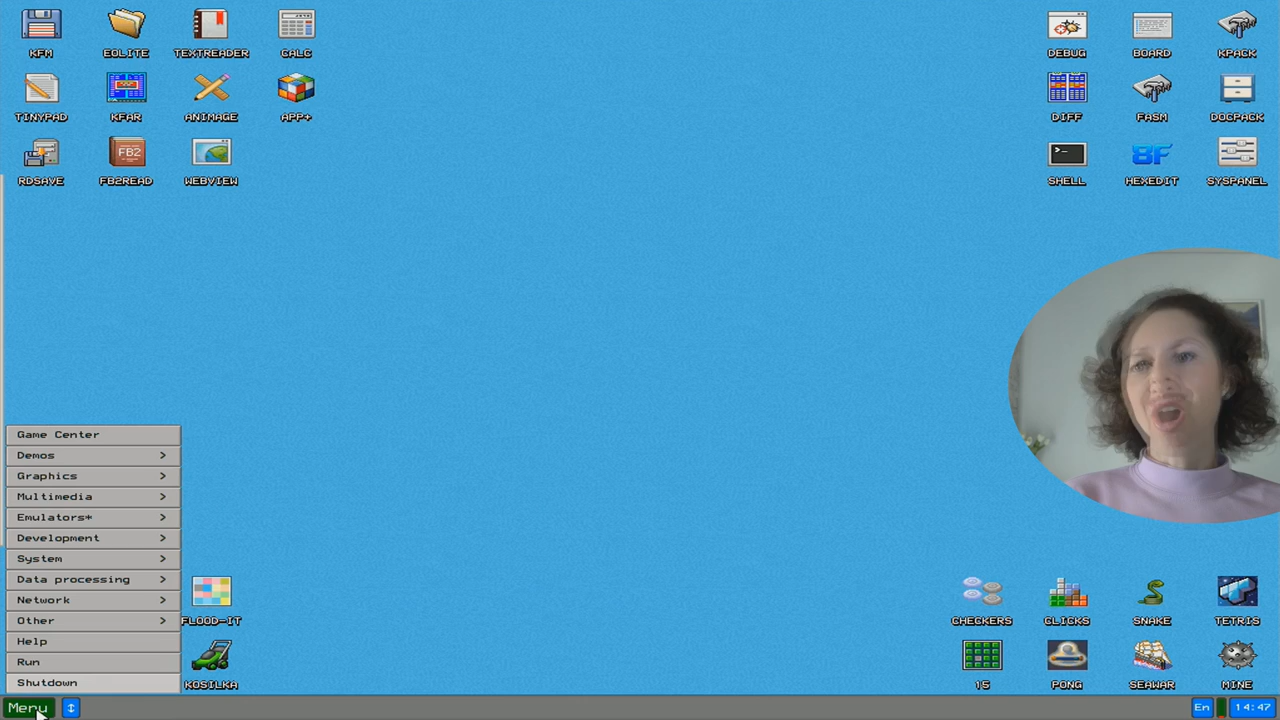 KFM EOLITE TEXTREADER CALC DEBUG BOARD KPACK
TINYPAD KFAR ANIMAGE APP+ DIFF FASM DOCPACK
FB2
>-
8F
RDSAVE FB2READ WEBVIEW SHELL HEXEDIT SYSPANEL
Game Center
Demos >
Graphics >
Multimedia >
Emulators* >
Development >
System >
Data processing >
Network >
Other >
Help
Run
Shutdown
FLOOD-IT CHECKERS CLICKS SNAKE TETRIS
KOSILKA 15 PONG SEAWAR MINE
Menu ↕ En 14:47